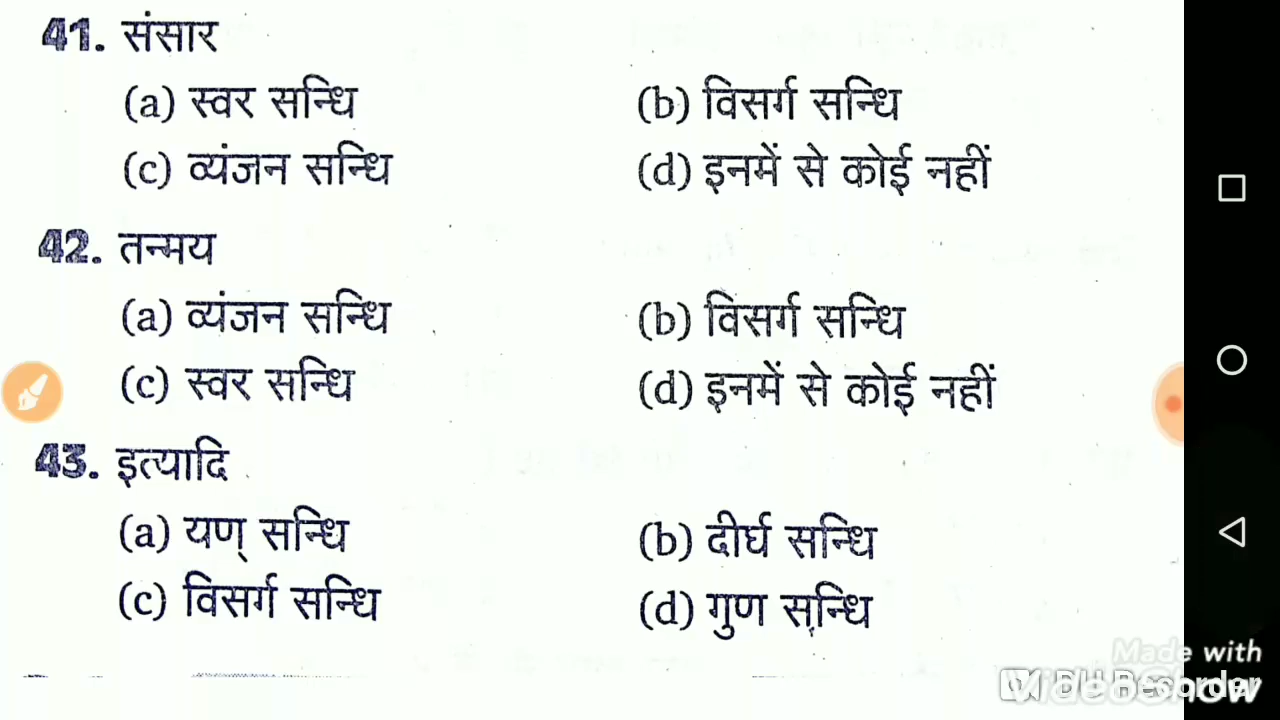 41. संसार
(a) स्वर सन्धि (b) विसर्ग सन्धि
(c) व्यंजन सन्धि (d) इनमें से कोई नहीं
42. तन्मय
(a) व्यंजन सन्धि (b) विसर्ग सन्धि
(c) स्वर सन्धि (d) इनमें से कोई नहीं
43. इत्यादि
(a) यण् सन्धि (b) दीर्घ सन्धि
(c) विसर्ग सन्धि (d) गुण सन्धि
Made with
VideoShow